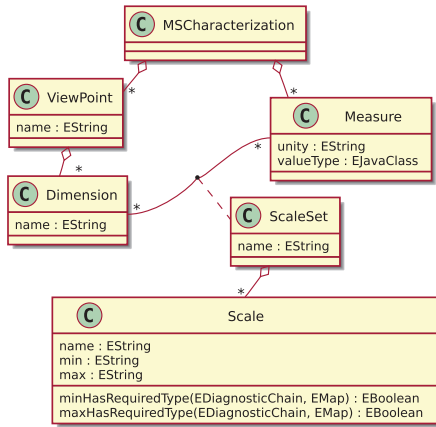 C MSCharacterization
C ViewPoint
name : EString
*
*
C Measure
unity : EString
valueType : EJavaClass
*
*
C Dimension
name : EString
*
C ScaleSet
name : EString
*
C Scale
name : EString
min : EString
max : EString
minHasRequiredType(EDiagnosticChain, EMap) : EBoolean
maxHasRequiredType(EDiagnosticChain, EMap) : EBoolean